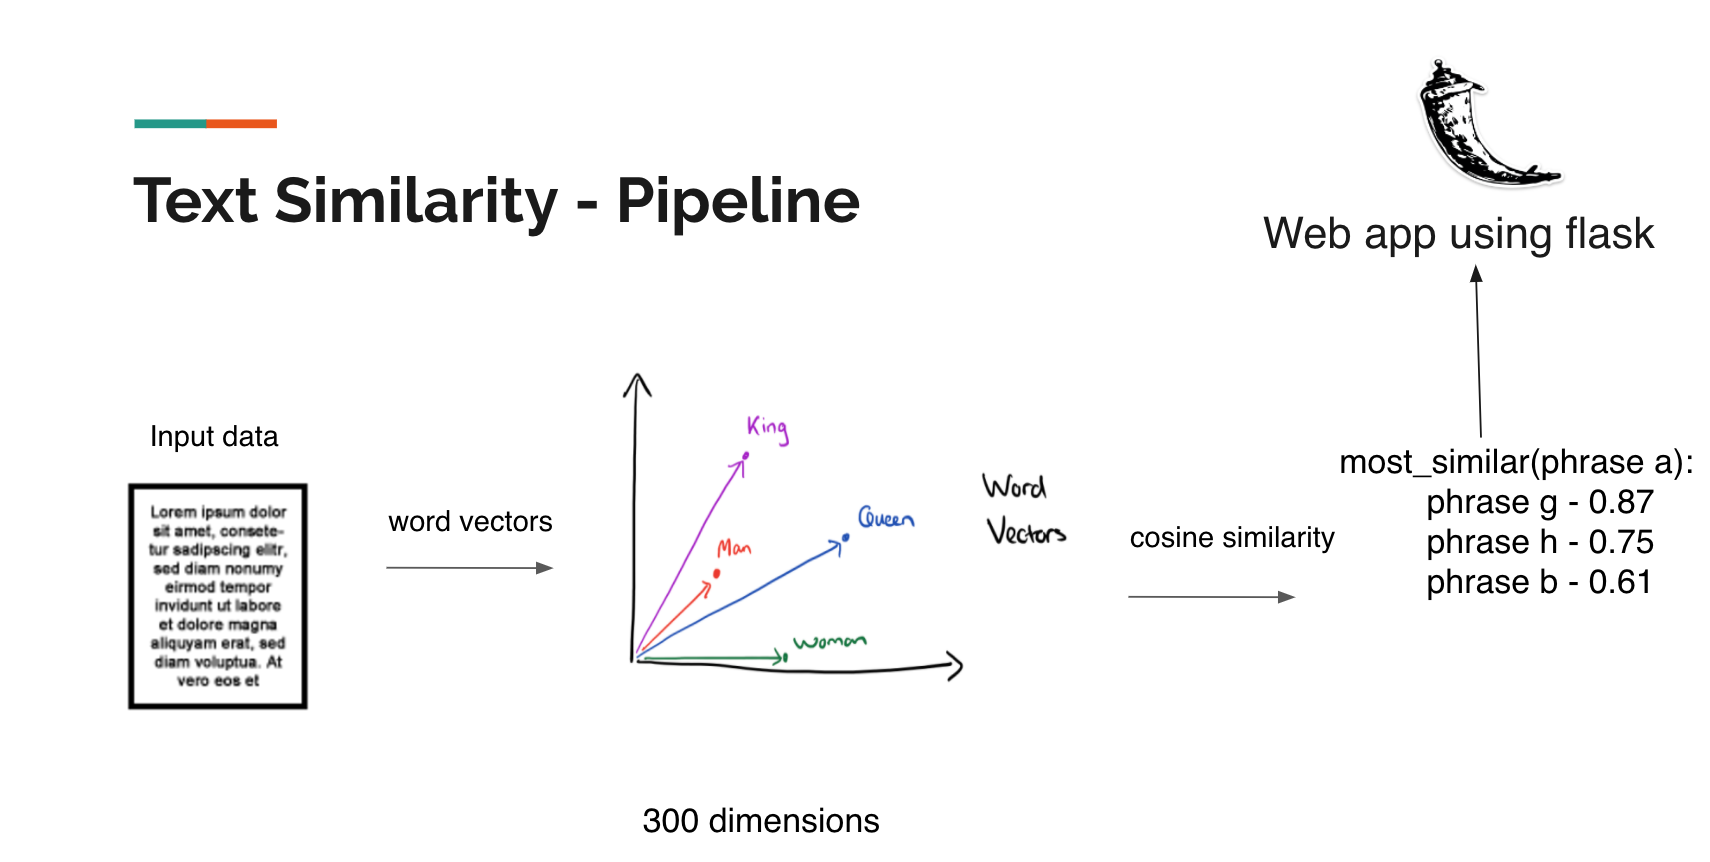 Text Similarity - Pipeline
Web app using flask
Input data
Lorem ipsum dolor
sit amet, consete-
tur sadipscing elitr,
sed diam nonumy
eirmod tempor
invidunt ut labore
et dolore magna
aliquyam erat, sed
diam voluptua. At
vero eos et
word vectors
King
Man
Queen
Woman
Word
Vectors
300 dimensions
cosine similarity
most_similar(phrase a):
phrase g - 0.87
phrase h - 0.75
phrase b - 0.61